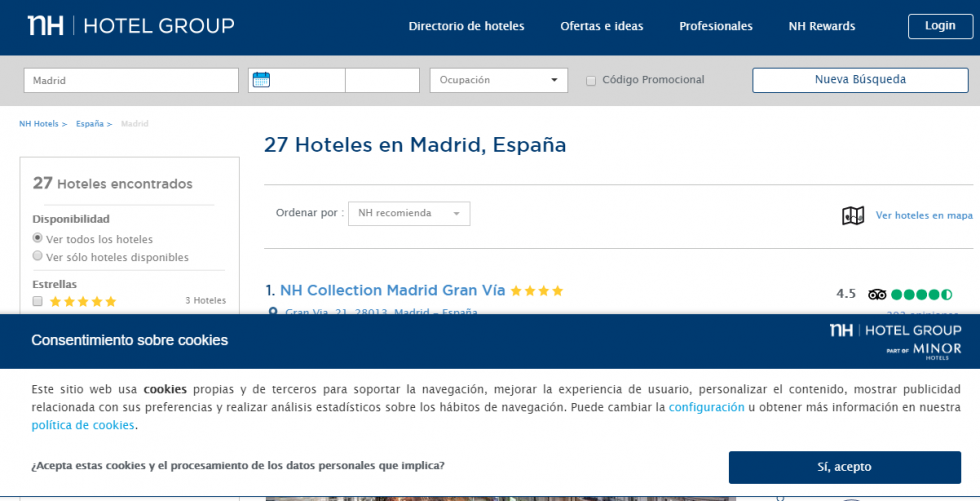 nH | HOTEL GROUP
Directorio de hoteles
Ofertas e ideas
Profesionales
NH Rewards
Login
Madrid
Ocupación
Código Promocional
Nueva Búsqueda
NH Hotels > España > Madrid
27 Hoteles en Madrid, España
27 Hoteles encontrados
Disponibilidad
Ver todos los hoteles
Ver sólo hoteles disponibles
Estrellas
3 Hoteles
Ordenar por : NH recomienda
Ver hoteles en mapa
1. NH Collection Madrid Gran Vía
4.5
Gran Vía, 21. 28013. Madrid - España
Consentimiento sobre cookies
nH | HOTEL GROUP
PART OF MINOR
HOTELS
Este sitio web usa cookies propias y de terceros para soportar la navegación, mejorar la experiencia de usuario, personalizar el contenido, mostrar publicidad
relacionada con sus preferencias y realizar análisis estadísticos sobre los hábitos de navegación. Puede cambiar la configuración u obtener más información en nuestra
política de cookies.
¿Acepta estas cookies y el procesamiento de los datos personales que implica?
Sí, acepto